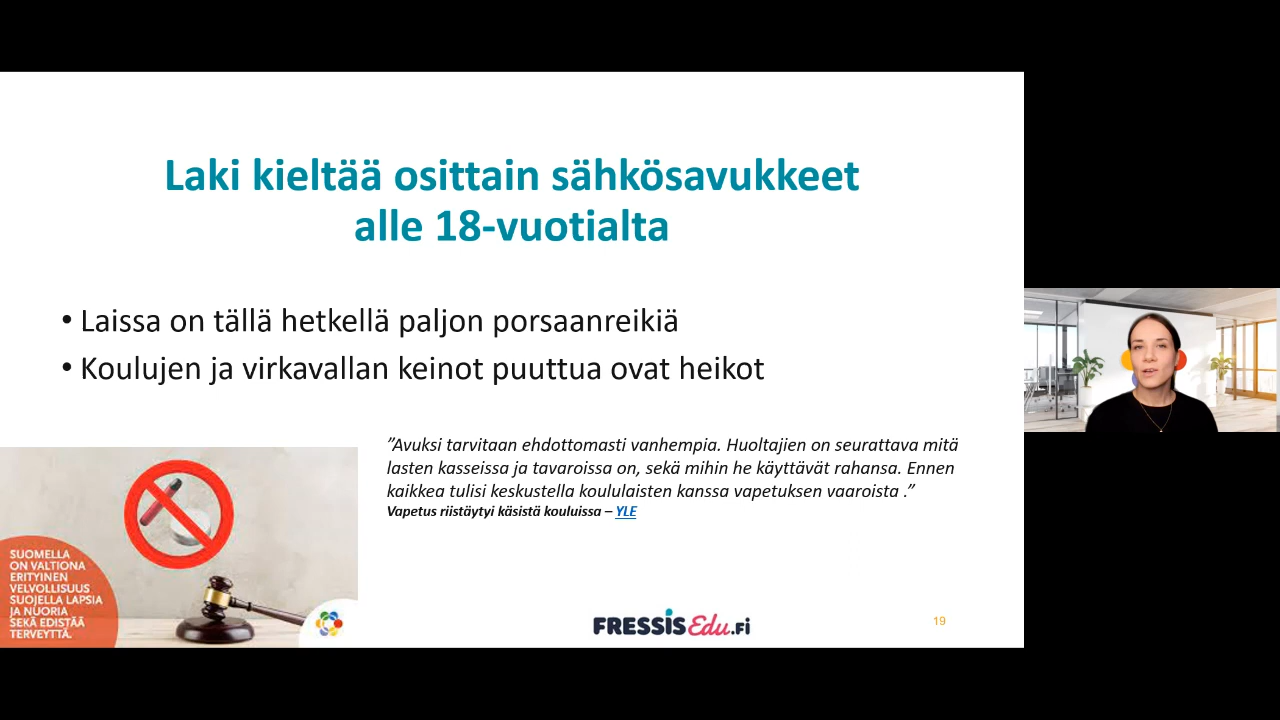 Laki kieltää osittain sähkösavukkeet
alle 18-vuotialta
• Laissa on tällä hetkellä paljon porsaanreikiä
• Koulujen ja virkavallan keinot puuttua ovat heikot
”Avuksi tarvitaan ehdottomasti vanhempia. Huoltajien on seurattava mitä
lasten kasseissa ja tavaroissa on, sekä mihin he käyttävät rahansa. Ennen
kaikkea tulisi keskustella koululaisten kanssa vapetuksen vaaroista .”
Vapetus riistäytyi käsistä kouluissa – YLE
SUOMELLA
ON VALTIONA
ERITYINEN
VELVOLLISUUS
SUOJELLA LAPSIA
JA NUORIA
SEKÄ EDISTÄÄ
TERVEYTTÄ.
FRESSIS Edu.Fi
19